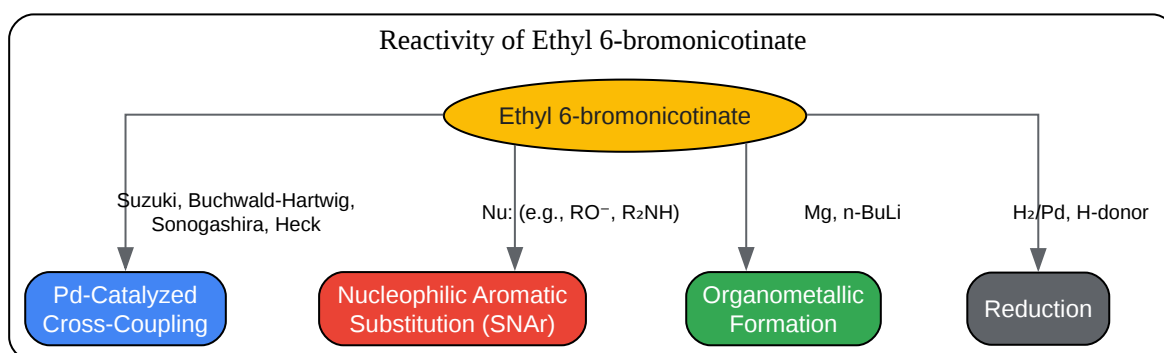 Reactivity of Ethyl 6-bromonicotinate
Ethyl 6-bromonicotinate
Suzuki, Buchwald-Hartwig,
Sonogashira, Heck
Nu: (e.g., RO⁻, R₂NH)
Mg, n-BuLi
H₂/Pd, H-donor
Pd-Catalyzed
Cross-Coupling
Nucleophilic Aromatic
Substitution (SNAr)
Organometallic
Formation
Reduction